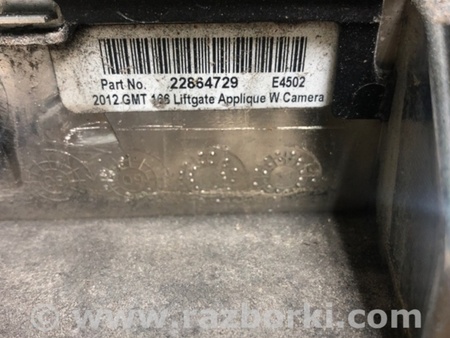 Part No. 22864729 E4502
2012 GMT 166 Liftgate Applique W Camera
www.razborki.com